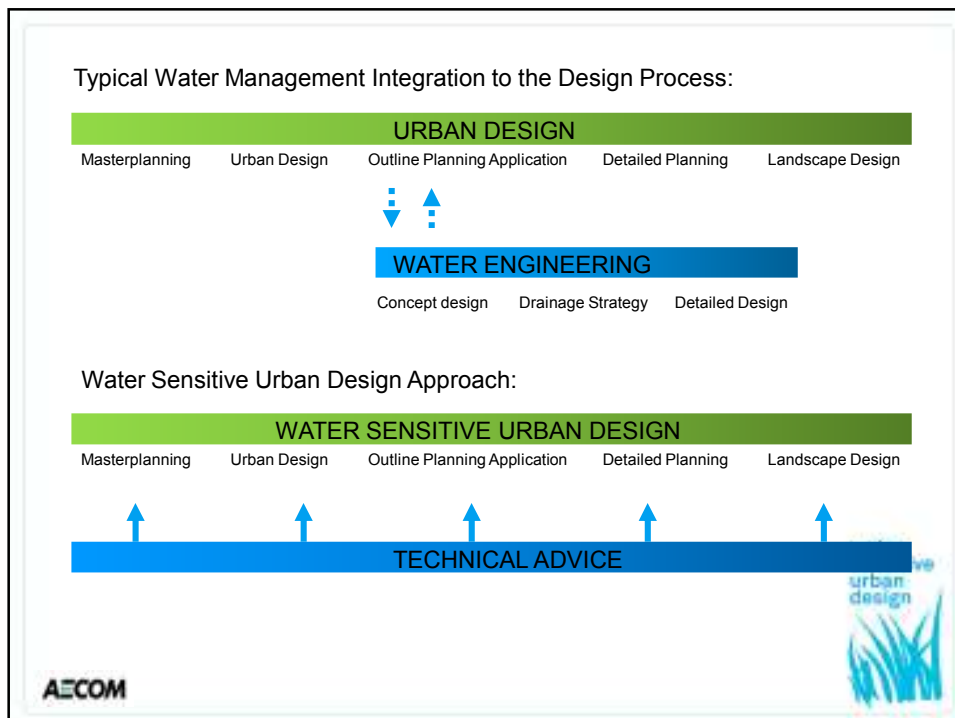 Typical Water Management Integration to the Design Process:
URBAN DESIGN
Masterplanning Urban Design Outline Planning Application Detailed Planning Landscape Design
WATER ENGINEERING
Concept design Drainage Strategy Detailed Design
Water Sensitive Urban Design Approach:
WATER SENSITIVE URBAN DESIGN
Masterplanning Urban Design Outline Planning Application Detailed Planning Landscape Design
TECHNICAL ADVICE
urban
design
AECOM